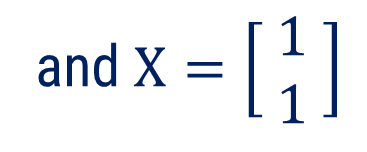 and X = [ 1
1 ]